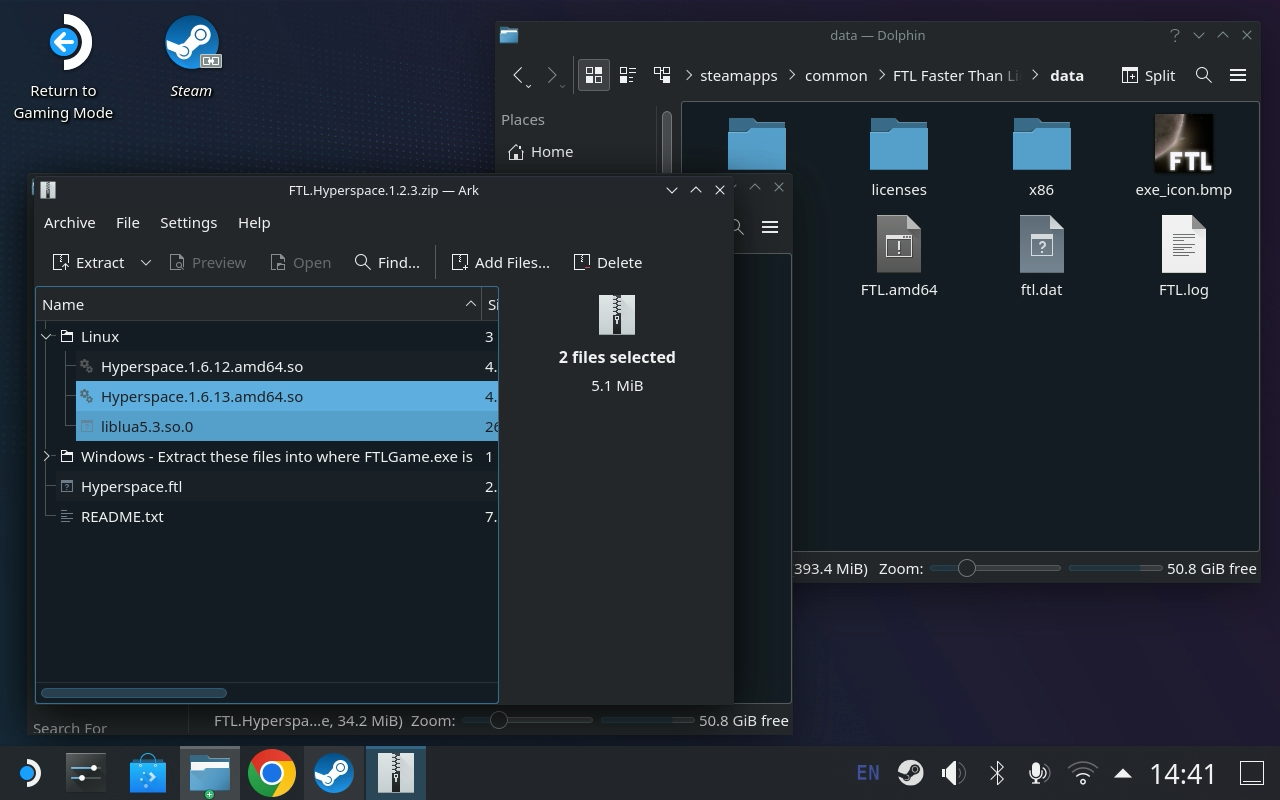 Return to
Gaming Mode
Steam
data — Dolphin
steamapps
common
FTL Faster Than Li
data
Split
Places
Home
licenses
x86
exe_icon.bmp
FTL
FTL.amd64
ftl.dat
FTL.log
393.4 MiB)
Zoom:
50.8 GiB free
FTL.Hyperspace.1.2.3.zip — Ark
Archive
File
Settings
Help
Extract
Preview
Open
Find...
Add Files...
Delete
Name
Si
Linux
3
Hyperspace.1.6.12.amd64.so
4.
Hyperspace.1.6.13.amd64.so
4.
liblua5.3.so.0
26
Windows - Extract these files into where FTLGame.exe is
1
Hyperspace.ftl
2.
README.txt
7.
2 files selected
5.1 MiB
Search For
FTL.Hyperspa...e, 34.2 MiB)
Zoom:
50.8 GiB free
EN
14:41